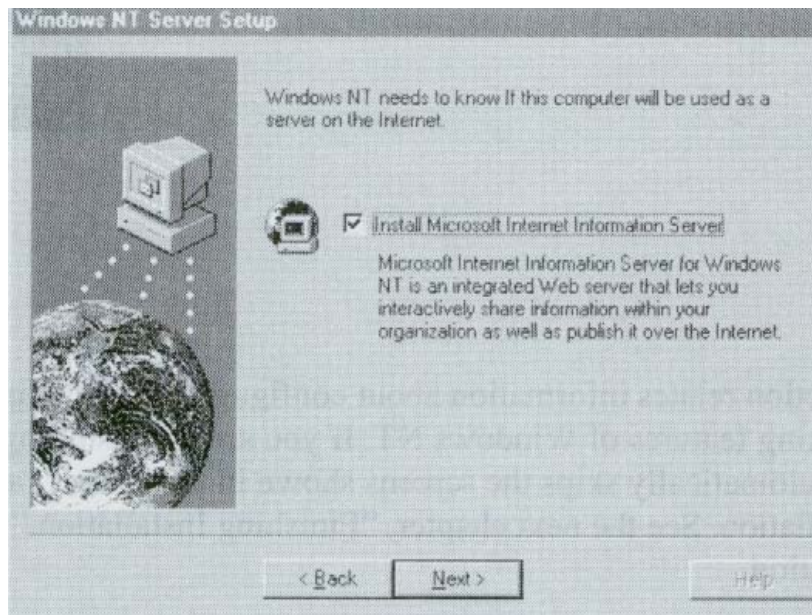 Windows NT Server Setup
Windows NT needs to know If this computer will be used as a
server on the Internet.
Install Microsoft Internet Information Server
Microsoft Internet Information Server for Windows
NT is an integrated Web server that lets you
interactively share information within your
organization as well as publish it over the Internet.
< Back
Next >
Help